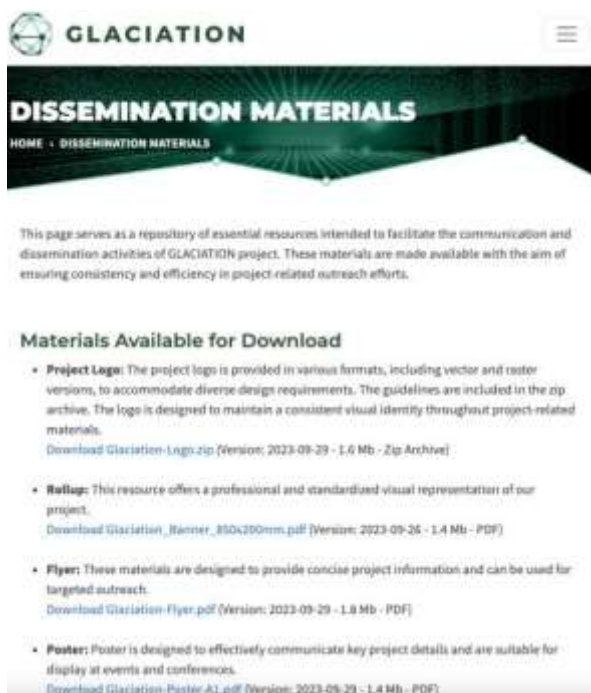 GLACIATION
DISSEMINATION MATERIALS
HOME › DISSEMINATION MATERIALS
This page serves as a repository of essential resources intended to facilitate the communication and
dissemination activities of GLACIATION project. These materials are made available with the aim of
ensuring consistency and efficiency in project-related outreach efforts.
Materials Available for Download
• Project Logo: The project logo is provided in various formats, including vector and raster
versions, to accommodate diverse design requirements. The guidelines are included in the zip
archive. The logo is designed to maintain a consistent visual identity throughout project-related
materials.
Download Glaciation-Logo.zip (Version: 2023-09-29 - 1.6 Mb - Zip Archive)
• Rollup: This resource offers a professional and standardized visual representation of our
project.
Download Glaciation_Banner_850x200mm.pdf (Version: 2023-09-26 - 1.4 Mb - PDF)
• Flyer: These materials are designed to provide concise project information and can be used for
targeted outreach.
Download Glaciation-Flyer.pdf (Version: 2023-09-29 - 1.8 Mb - PDF)
• Poster: Poster is designed to effectively communicate key project details and are suitable for
display at events and conferences.
Download Glaciation-Poster-A1.pdf (Version: 2023-09-29 - 1.4 Mb - PDF)